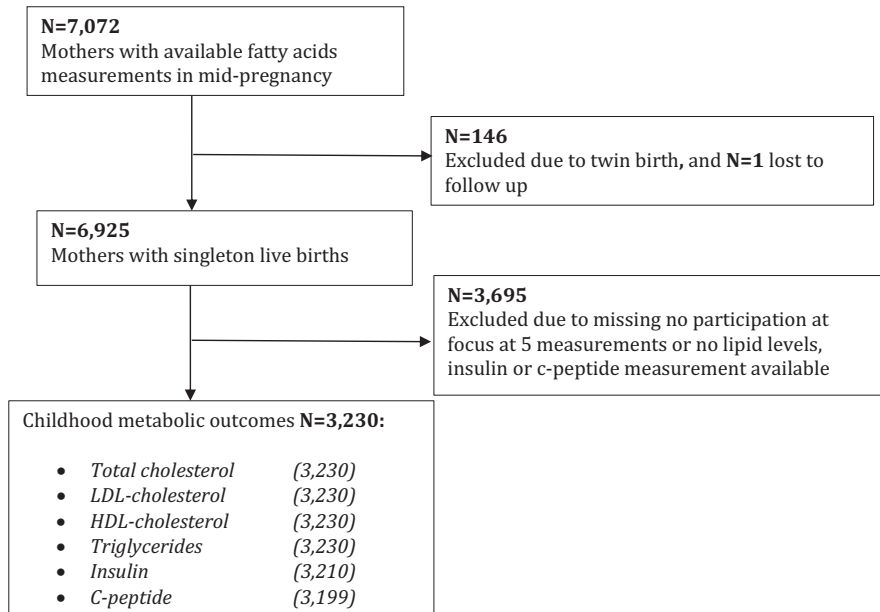 N=7,072
Mothers with available fatty acids
measurements in mid-pregnancy
N=146
Excluded due to twin birth, and N=1 lost to
follow up
N=6,925
Mothers with singleton live births
N=3,695
Excluded due to missing no participation at
focus at 5 measurements or no lipid levels,
insulin or c-peptide measurement available
Childhood metabolic outcomes N=3,230:
• Total cholesterol (3,230)
• LDL-cholesterol (3,230)
• HDL-cholesterol (3,230)
• Triglycerides (3,230)
• Insulin (3,210)
• C-peptide (3,199)